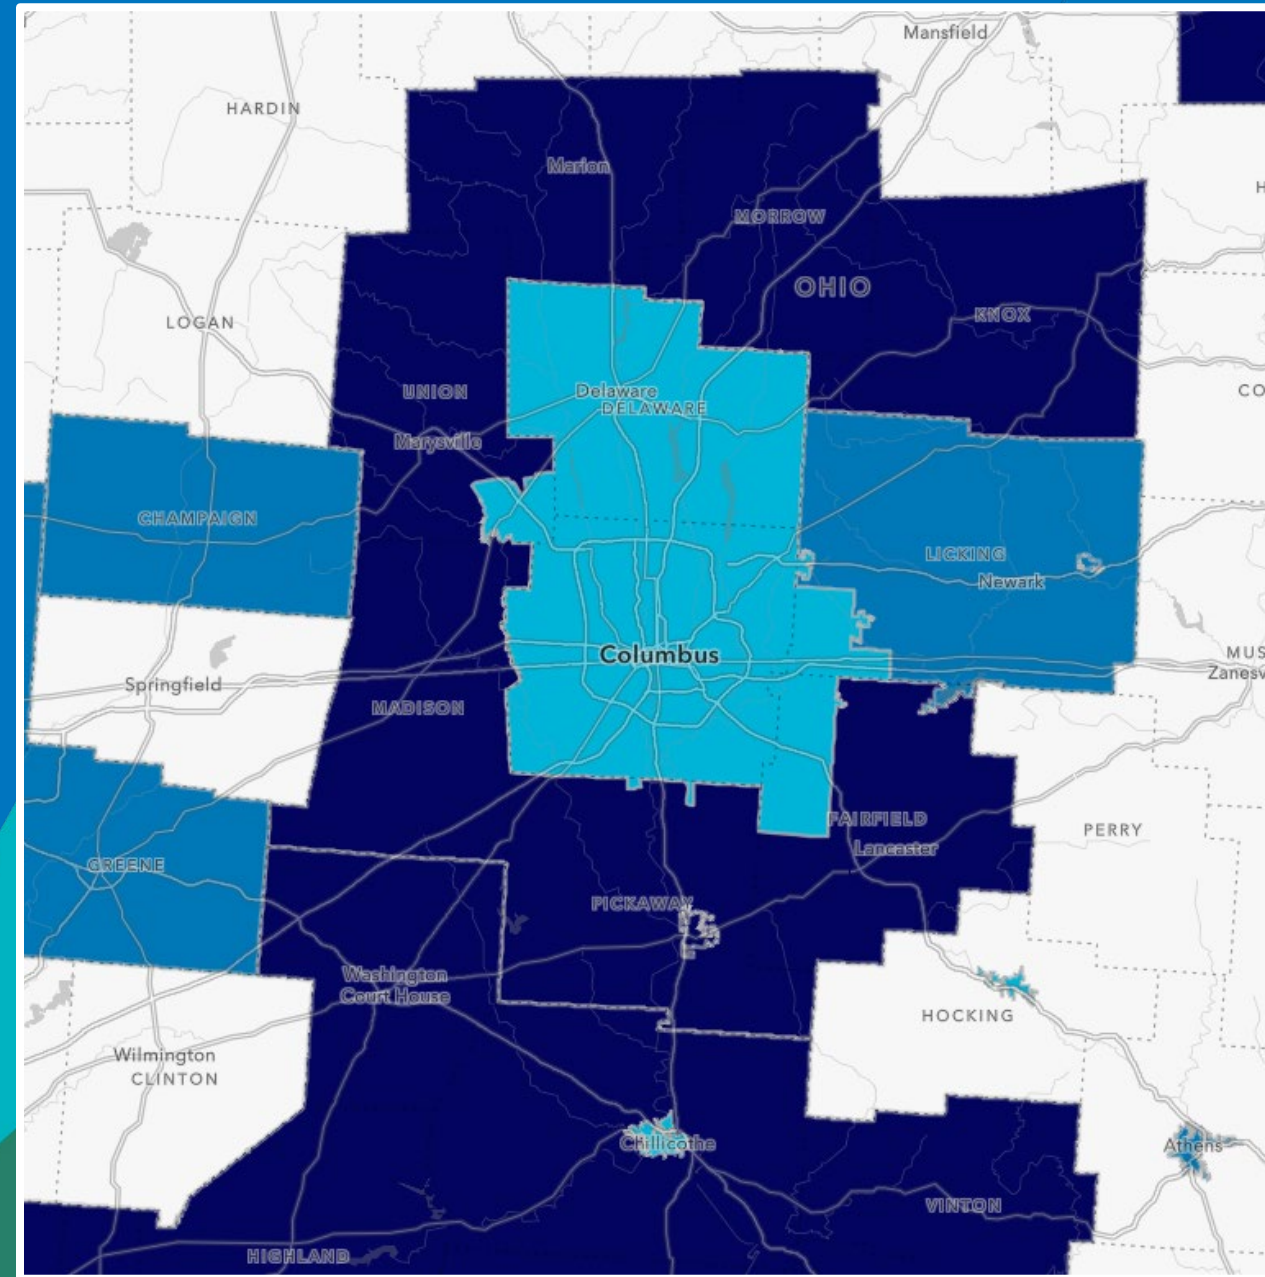 Mansfield
HARDIN
Marion
MORROW
H
OHIO
KNOX
LOGAN
UNION
Delaware
DELAWARE
CO
Marysville
CHAMPAIGN
LICKING
Newark
Columbus
MUS
Zanesv
Springfield
MADISON
FAIRFIELD
PERRY
Lancaster
GREENE
PICKAWAY
Washington
Court House
HOCKING
Wilmington
CLINTON
Chillicothe
Athens
VINTON
HIGHLAND